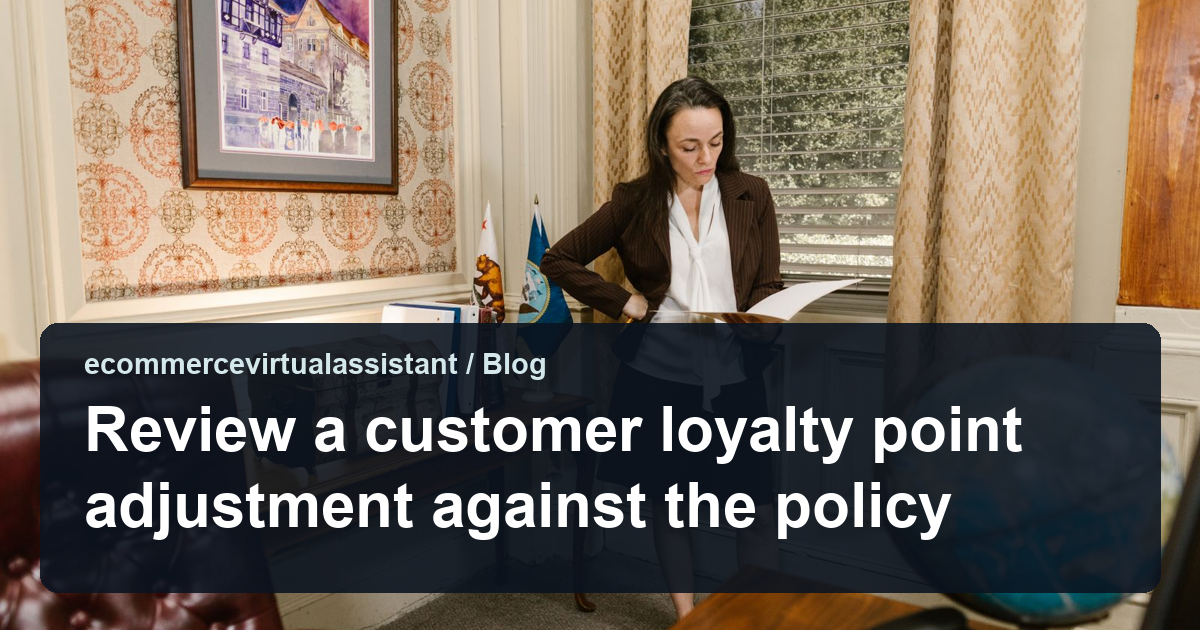 ecommercevirtualassistant / Blog
Review a customer loyalty point
adjustment against the policy